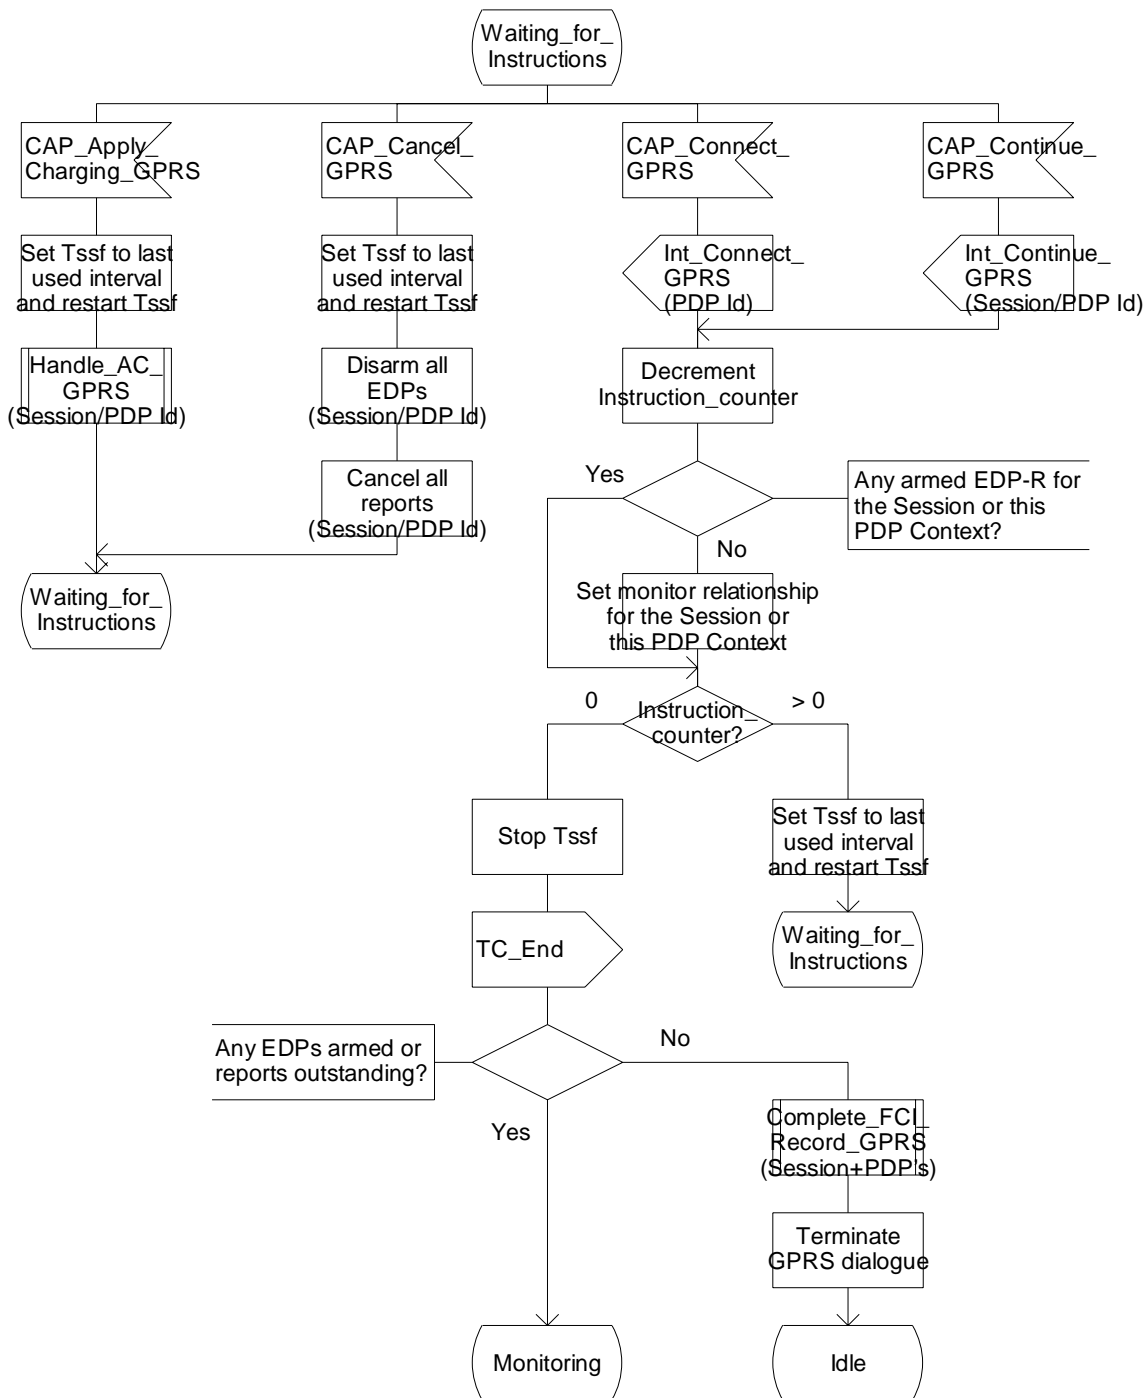 Waiting_for_
Instructions
CAP_Apply_
Charging_GPRS
CAP_Cancel_
GPRS
CAP_Connect_
GPRS
CAP_Continue_
GPRS
Set Tssf to last
used interval
and restart Tssf
Set Tssf to last
used interval
and restart Tssf
Int_Connect_
GPRS
(PDP Id)
Int_Continue_
GPRS
(Session/PDP Id)
Handle_AC_
GPRS
(Session/PDP Id)
Disarm all
EDPs
(Session/PDP Id)
Decrement
Instruction_counter
Cancel all
reports
(Session/PDP Id)
Yes
Any armed EDP-R for
the Session or this
PDP Context?
No
Waiting_for_
Instructions
Set monitor relationship
for the Session or
this PDP Context
0
Instruction_
counter?
> 0
Stop Tssf
Set Tssf to last
used interval
and restart Tssf
TC_End
Waiting_for_
Instructions
Any EDPs armed or
reports outstanding?
No
Yes
Complete_FCI_
Record_GPRS
(Session+PDP's)
Terminate
GPRS dialogue
Monitoring
Idle